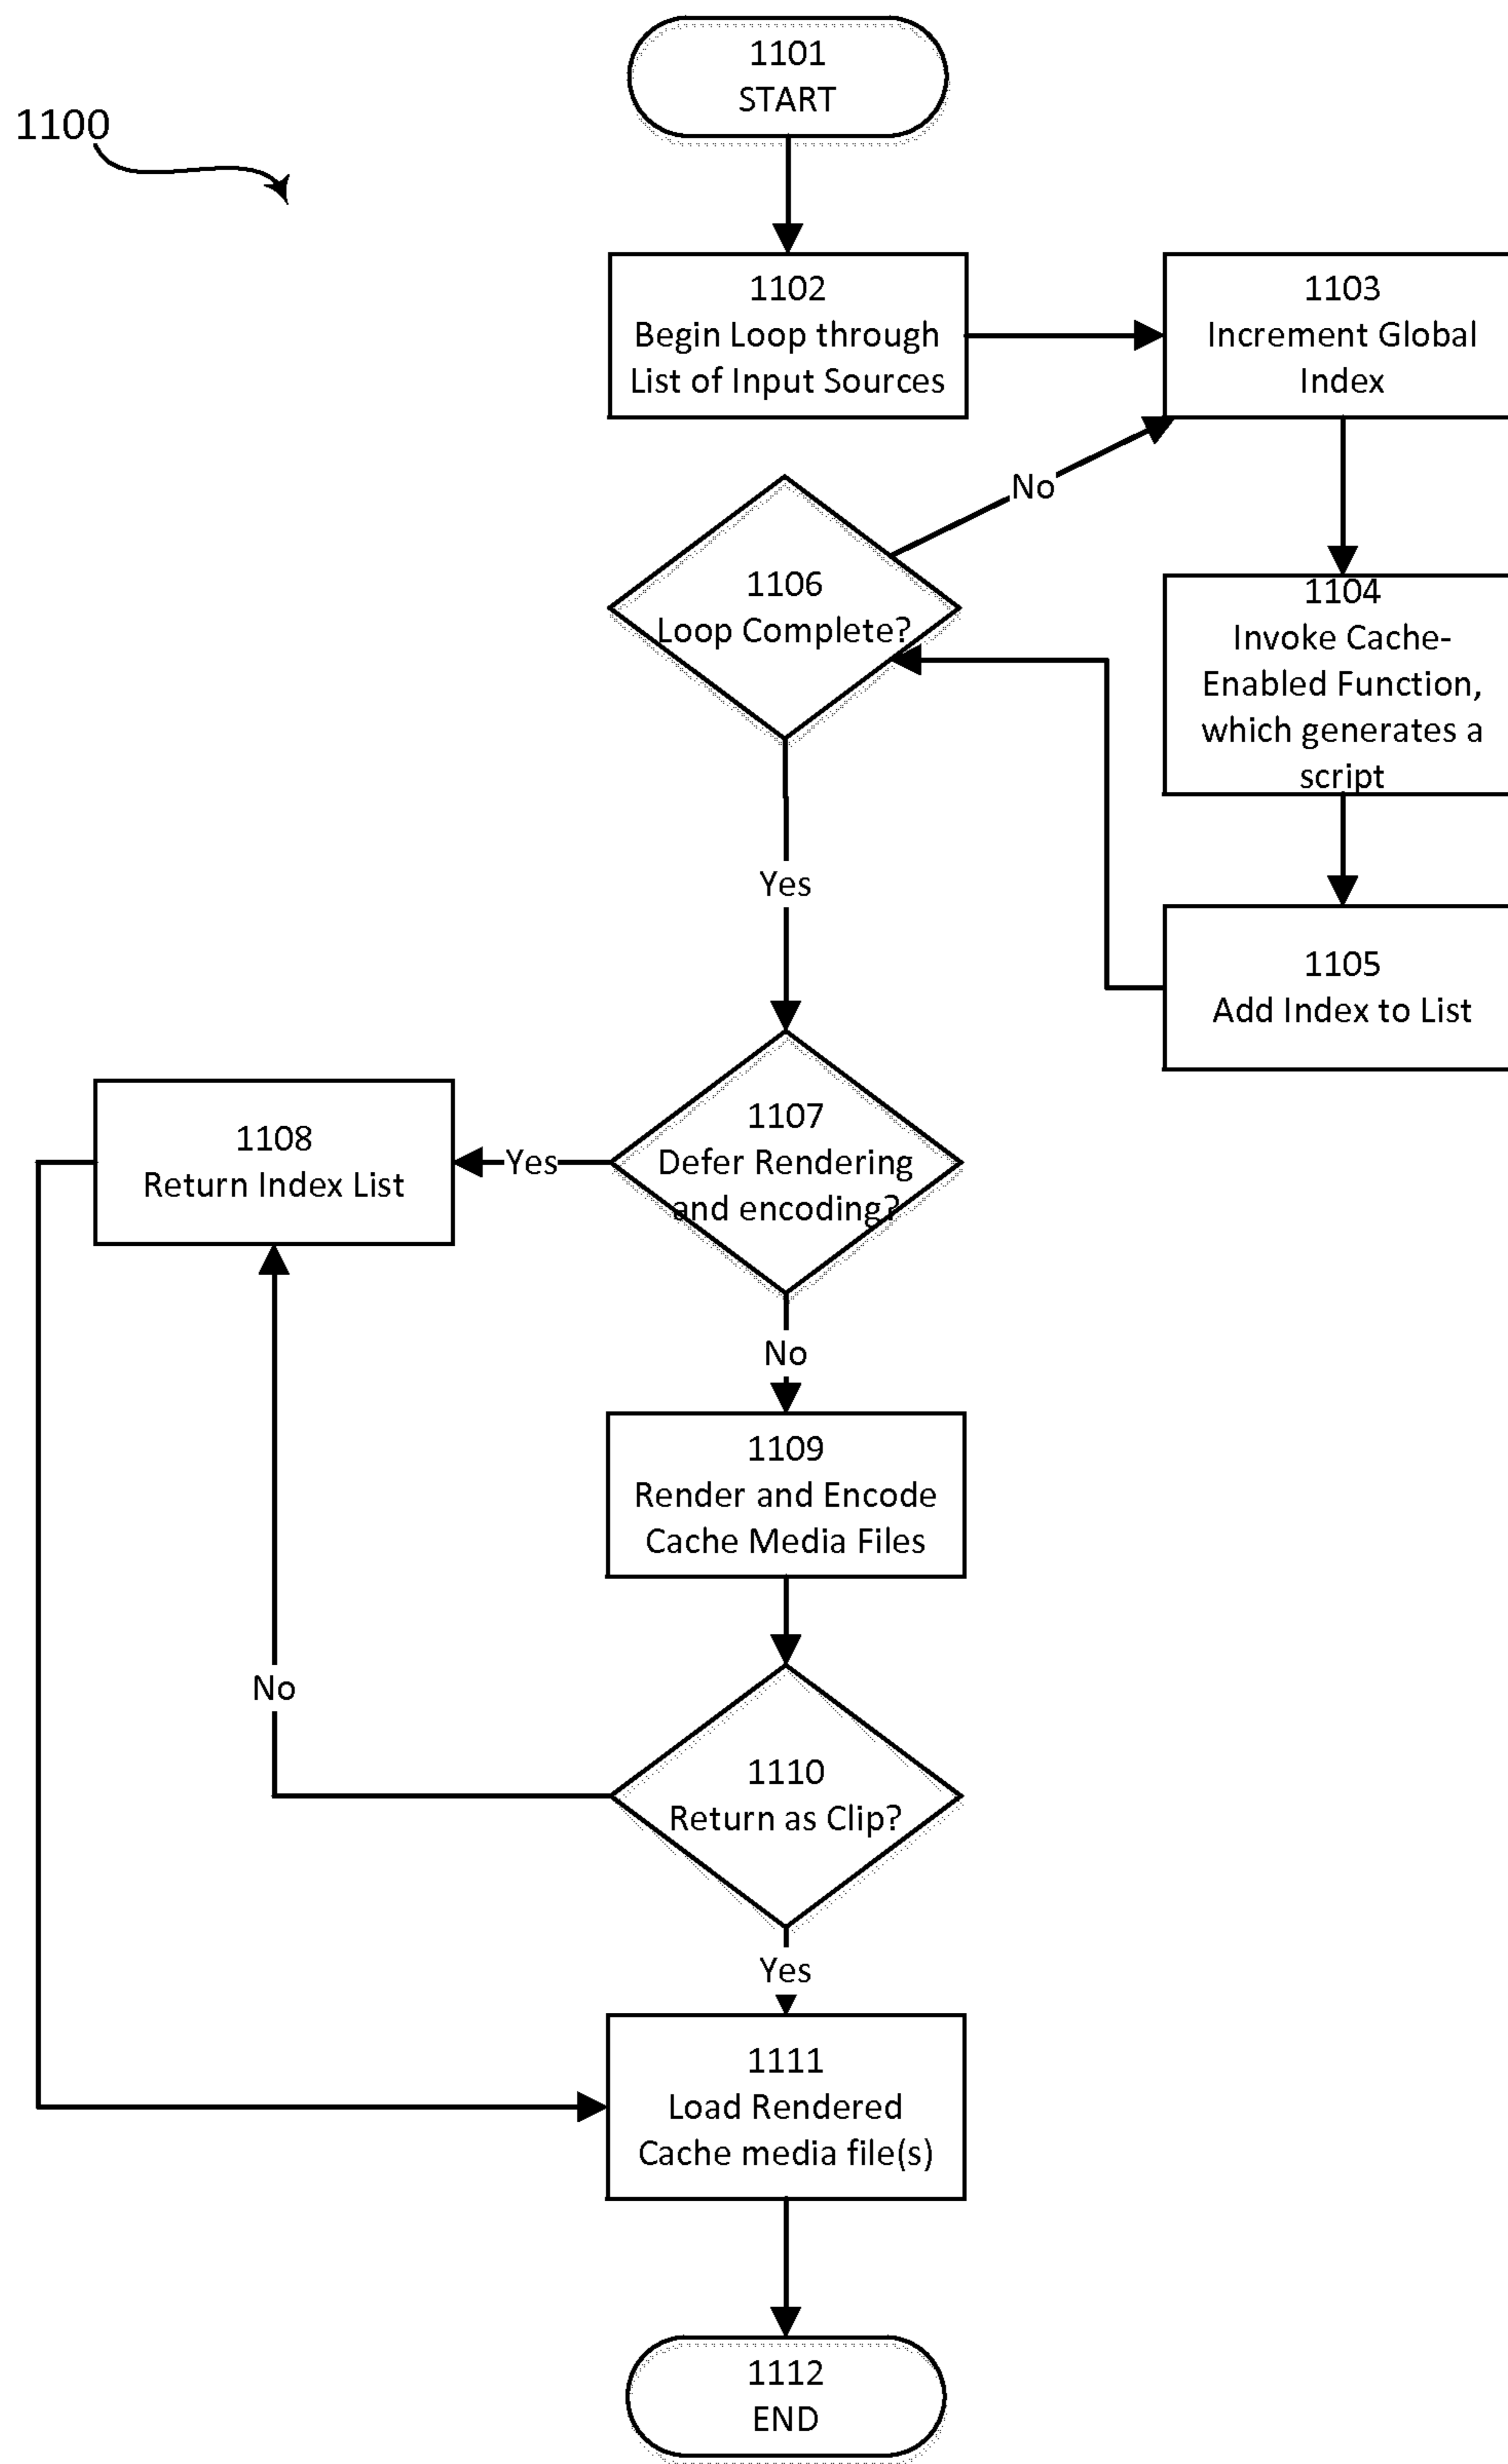 1100
1101
START
1102
Begin Loop through
List of Input Sources
1103
Increment Global
Index
No
1106
Loop Complete?
1104
Invoke Cache-
Enabled Function,
which generates a
script
Yes
1105
Add Index to List
1107
Defer Rendering
and encoding?
Yes
1108
Return Index List
No
1109
Render and Encode
Cache Media Files
No
1110
Return as Clip?
Yes
1111
Load Rendered
Cache media file(s)
1112
END